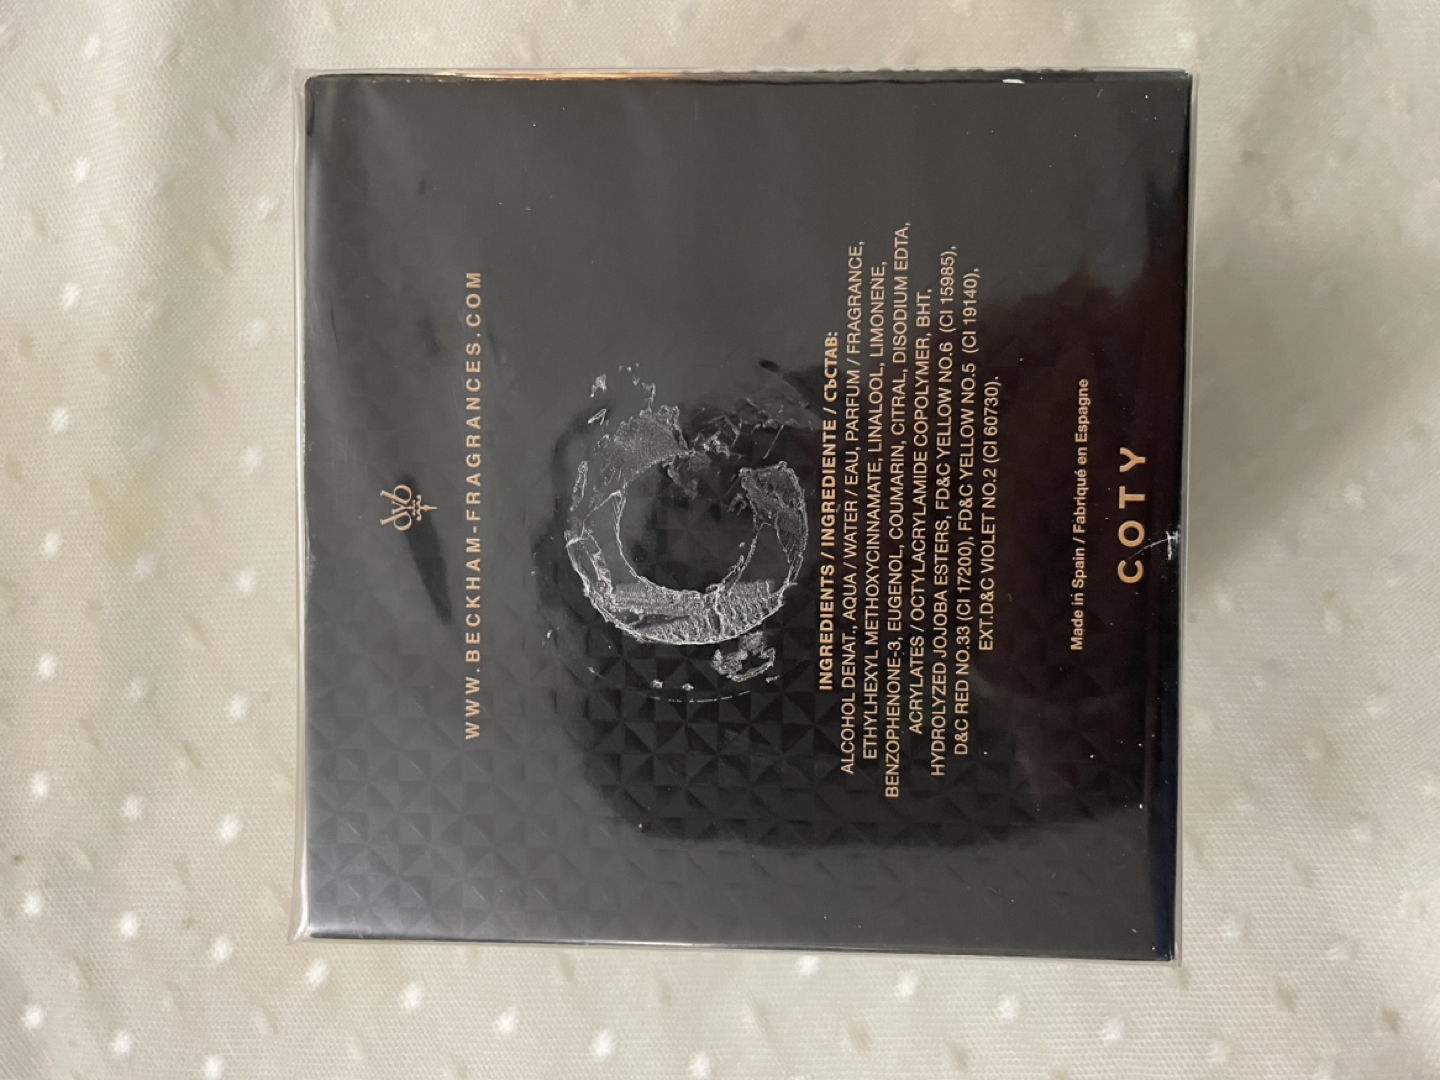 dvb
WWW.BECKHAM-FRAGRANCES.COM
INGREDIENTS / INGREDIENTE / СЪСТАВ:
ALCOHOL DENAT., AQUA / WATER / EAU, PARFUM / FRAGRANCE,
ETHYLHEXYL METHOXYCINNAMATE, LINALOOL, LIMONENE,
BENZOPHENONE-3, EUGENOL, COUMARIN, CITRAL, DISODIUM EDTA,
ACRYLATES / OCTYLACRYLAMIDE COPOLYMER, BHT,
HYDROLYZED JOJOBA ESTERS, FD&C YELLOW NO.6 (CI 15985),
D&C RED NO.33 (CI 17200), FD&C YELLOW NO.5 (CI 19140),
EXT.D&C VIOLET NO.2 (CI 60730).
Made in Spain / Fabriqué en Espagne
COTY